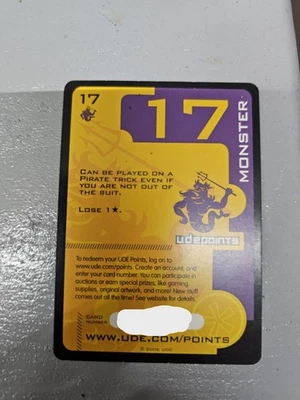 17
17
MONSTER
CAN BE PLAYED ON A
PIRATE TRICK EVEN IF
YOU ARE NOT OUT OF
THE SUIT.
LOSE 1★.
UDEPOINTS
To redeem your UDE Points, log on to
www.ude.com/points. Create an account, and
enter your card number. You can participate in
auctions or earn special prizes, like gaming
supplies, original artwork, and more! New stuff
comes out all the time! See website for details.
CARD
NUMBER
WWW.UDE.COM/POINTS